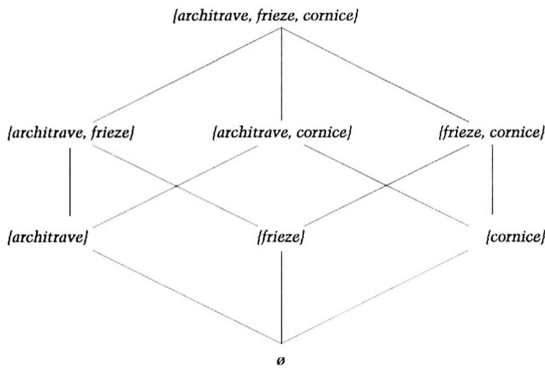 {architrave, frieze, cornice}
{architrave, frieze} {architrave, cornice} {frieze, cornice}
{architrave} {frieze} {cornice}
ø